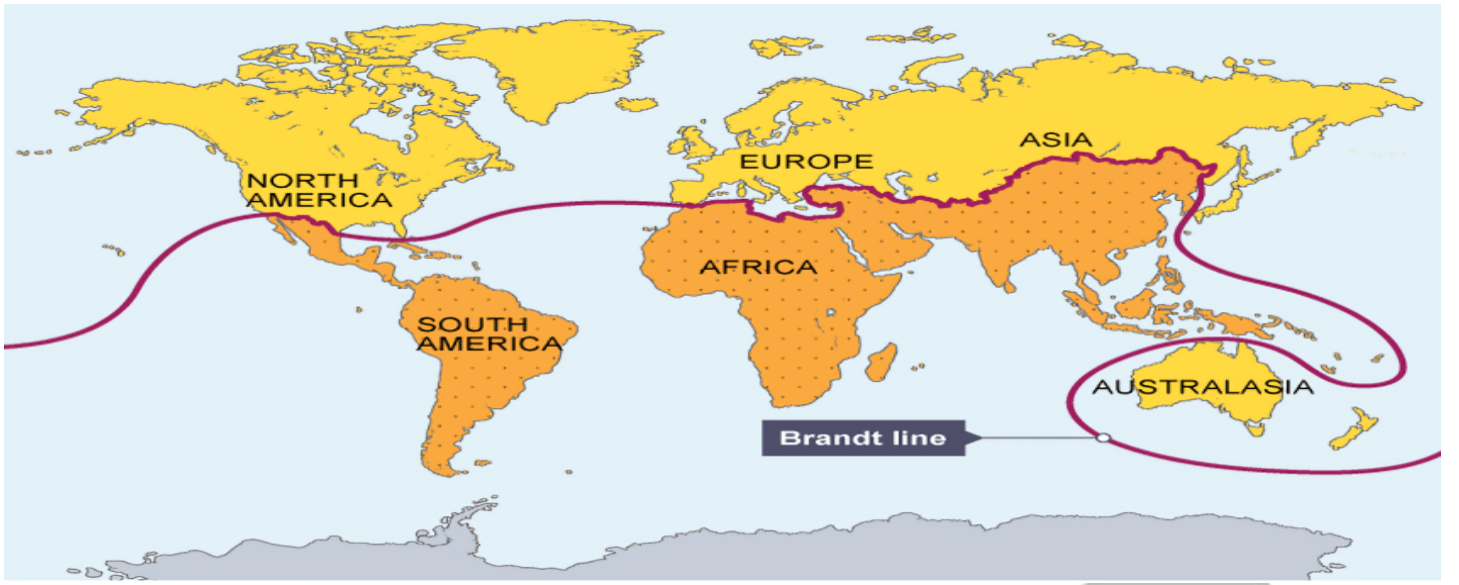 ASIA
EUROPE
NORTH
AMERICA
AFRICA
SOUTH
AMERICA
AUSTRALASIA
Brandt line